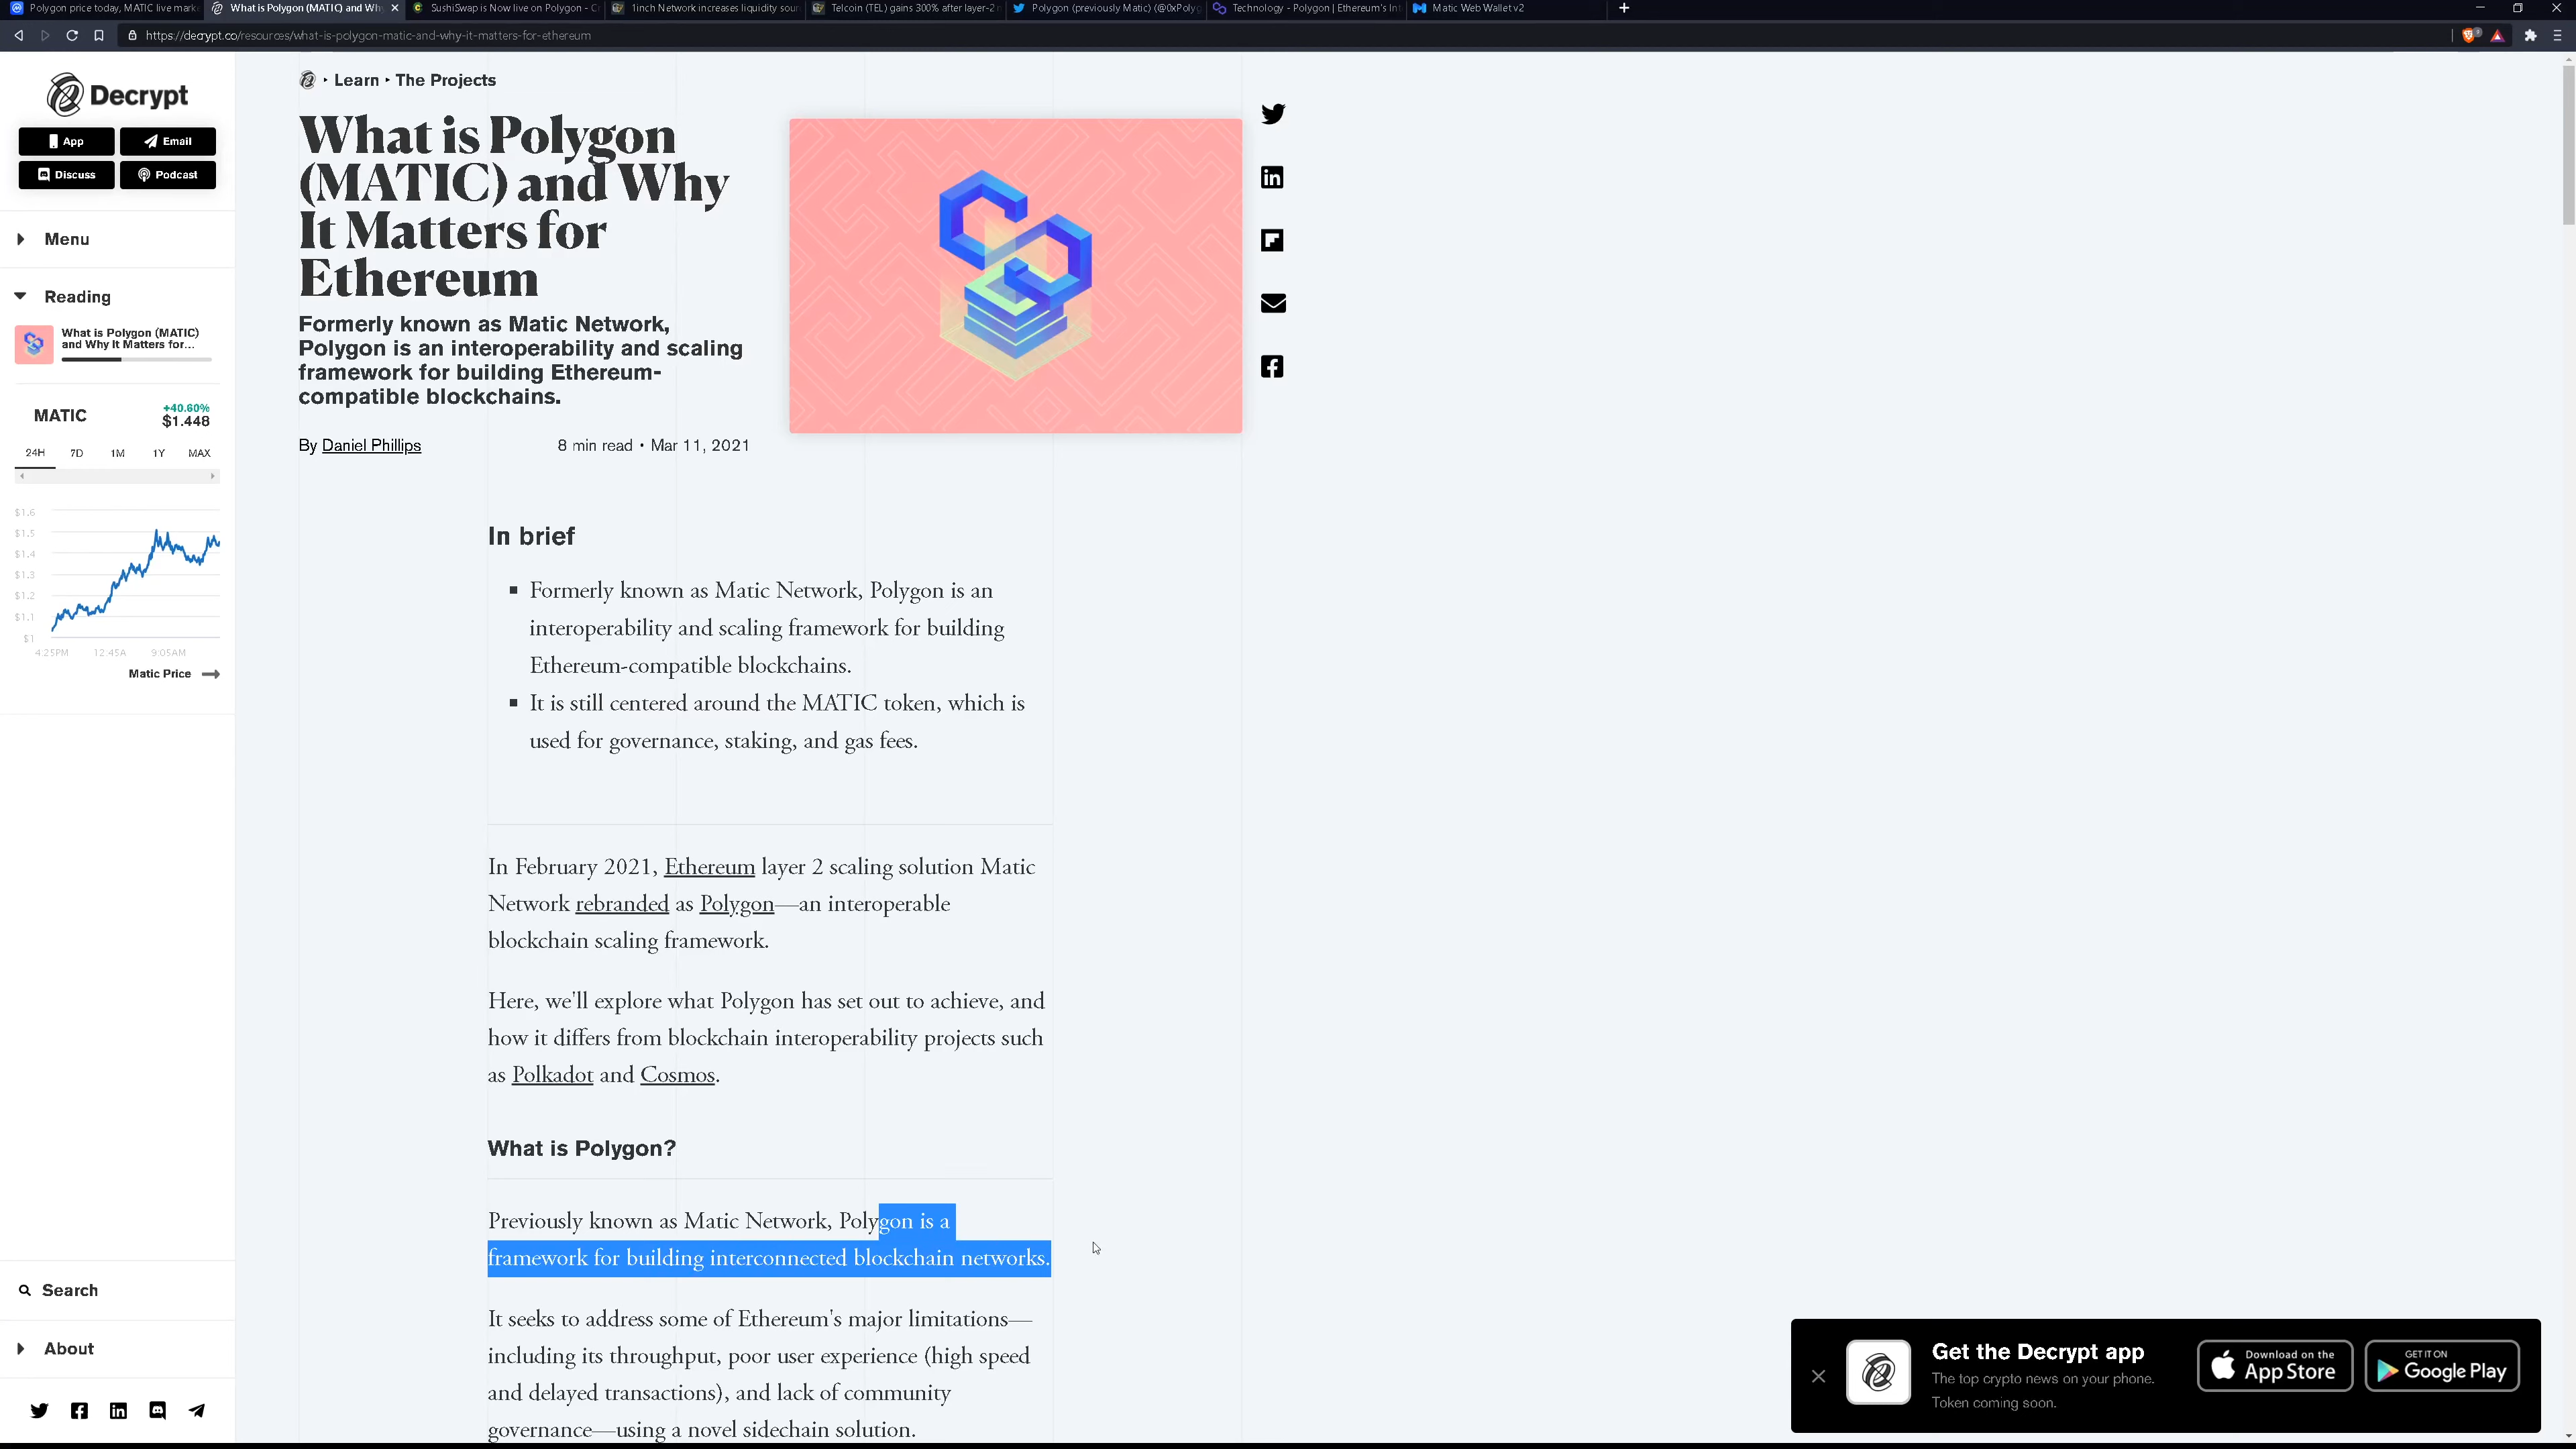 Polygon price today, MATIC live mark
What is Polygon (MATIC) and Wh
SushiSwap is Now live on Polygon - C
1inch Network increases liquidity sour
Telcoin (TEL) gains 300% after layer-2
Polygon (previously Matic) (@0xPolyg
Technology - Polygon | Ethereum's In
Matic Web Wallet v2
https://decrypt.co/resources/what-is-polygon-matic-and-why-it-matters-for-ethereum
Decrypt
App
Email
Discuss
Podcast
Menu
Reading
What is Polygon (MATIC)
and Why It Matters for...
MATIC
+40.60%
$1.448
24H 7D 1M 1Y MAX
$1.6
$1.5
$1.4
$1.3
$1.2
$1.1
$1
4:25PM 12:45A 9:05AM
Matic Price
Search
About
Learn
The Projects
What is Polygon
(MATIC) and Why
It Matters for
Ethereum
Formerly known as Matic Network,
Polygon is an interoperability and scaling
framework for building Ethereum-
compatible blockchains.
By Daniel Phillips
8 min read • Mar 11, 2021
In brief
Formerly known as Matic Network, Polygon is an
interoperability and scaling framework for building
Ethereum-compatible blockchains.
It is still centered around the MATIC token, which is
used for governance, staking, and gas fees.
In February 2021, Ethereum layer 2 scaling solution Matic
Network rebranded as Polygon—an interoperable
blockchain scaling framework.
Here, we'll explore what Polygon has set out to achieve, and
how it differs from blockchain interoperability projects such
as Polkadot and Cosmos.
What is Polygon?
Previously known as Matic Network, Polygon is a
framework for building interconnected blockchain networks.
It seeks to address some of Ethereum's major limitations—
including its throughput, poor user experience (high speed
and delayed transactions), and lack of community
governance—using a novel sidechain solution.
Get the Decrypt app
The top crypto news on your phone.
Token coming soon.
Download on the
App Store
GET IT ON
Google Play